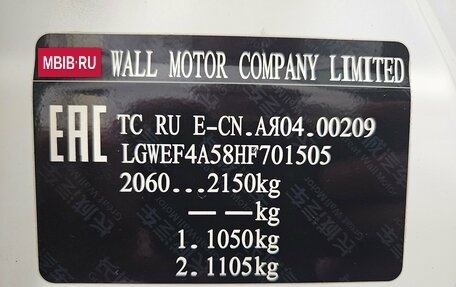 MBIB.RU WALL MOTOR COMPANY LIMITED
EAC TC RU E-CN.АЯ04.00209
LGWEF4A58HF701505
2060...2150kg
— —kg
1. 1050kg
2. 1105kg